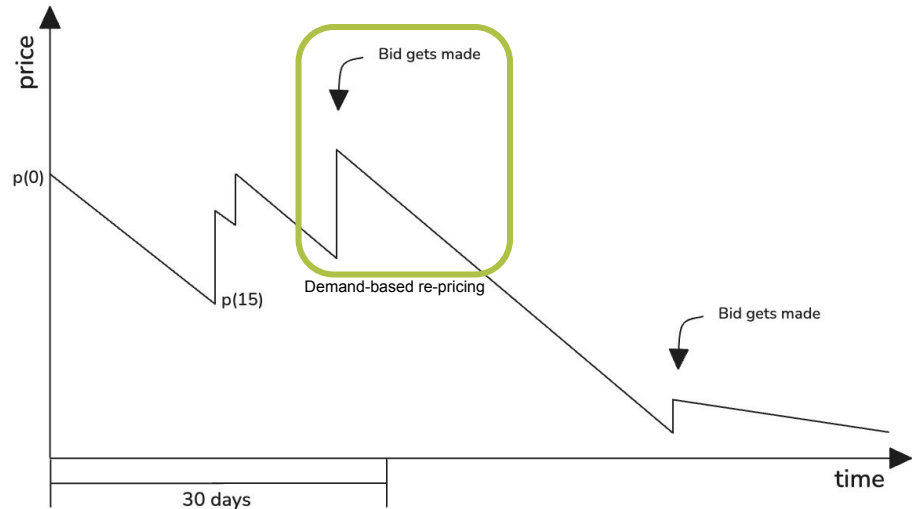 price
Bid gets made
p(0)
Demand-based re-pricing
p(15)
Bid gets made
time
30 days